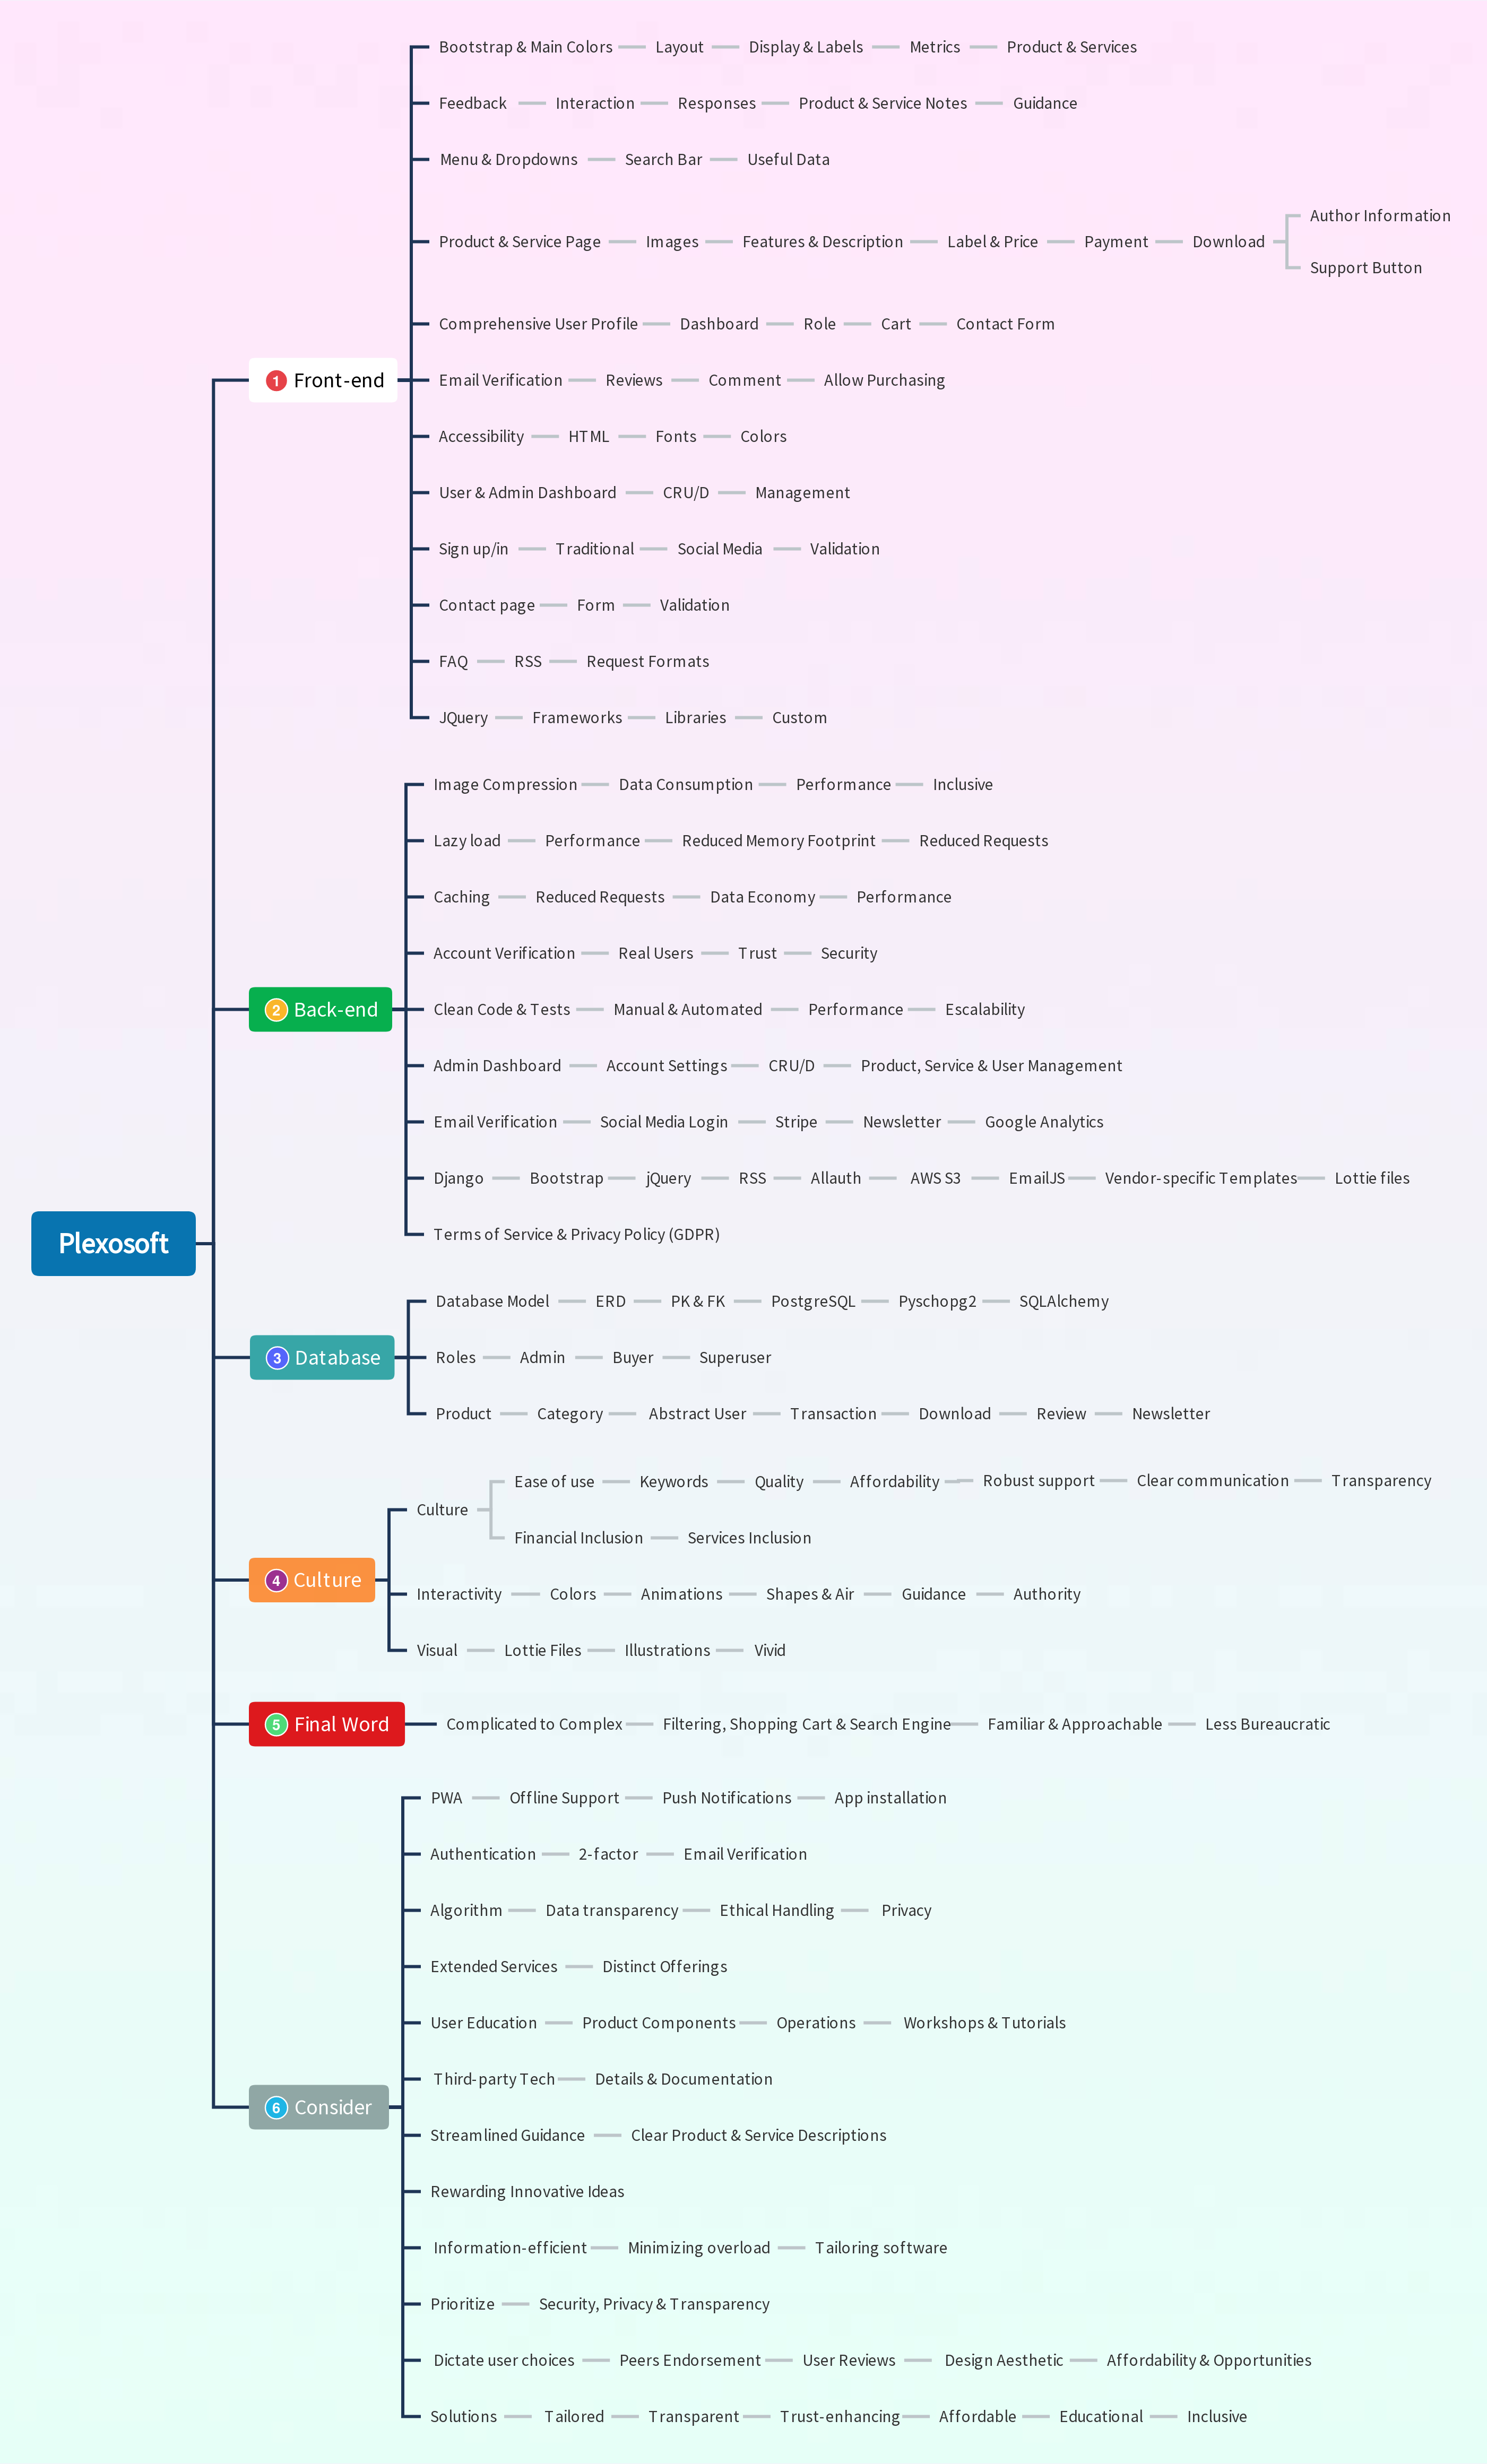 Bootstrap & Main Colors Layout Display & Labels Metrics Product & Services
Feedback Interaction Responses Product & Service Notes Guidance
Menu & Dropdowns Search Bar Useful Data
Author Information
Product & Service Page Images Features & Description Label & Price Payment Download
Support Button
Comprehensive User Profile Dashboard Role Cart Contact Form
1 Front-end
Email Verification Reviews Comment Allow Purchasing
Accessibility HTML Fonts Colors
User & Admin Dashboard CRU/D Management
Sign up/in Traditional Social Media Validation
Contact page Form Validation
FAQ RSS Request Formats
JQuery Frameworks Libraries Custom
Image Compression Data Consumption Performance Inclusive
Lazy load Performance Reduced Memory Footprint Reduced Requests
Caching Reduced Requests Data Economy Performance
Account Verification Real Users Trust Security
2 Back-end
Clean Code & Tests Manual & Automated Performance Escalability
Admin Dashboard Account Settings CRU/D Product, Service & User Management
Email Verification Social Media Login Stripe Newsletter Google Analytics
Django Bootstrap jQuery RSS Allauth AWS S3 EmailJS Vendor-specific Templates Lottie files
Terms of Service & Privacy Policy (GDPR)
Plexosoft
Database Model ERD PK & FK PostgreSQL Pyschopg2 SQLAlchemy
3 Database
Roles Admin Buyer Superuser
Product Category Abstract User Transaction Download Review Newsletter
Ease of use Keywords Quality Affordability Robust support Clear communication Transparency
Culture
Financial Inclusion Services Inclusion
4 Culture
Interactivity Colors Animations Shapes & Air Guidance Authority
Visual Lottie Files Illustrations Vivid
5 Final Word
Complicated to Complex Filtering, Shopping Cart & Search Engine Familiar & Approachable Less Bureaucratic
PWA Offline Support Push Notifications App installation
Authentication 2-factor Email Verification
Algorithm Data transparency Ethical Handling Privacy
Extended Services Distinct Offerings
User Education Product Components Operations Workshops & Tutorials
Third-party Tech Details & Documentation
6 Consider
Streamlined Guidance Clear Product & Service Descriptions
Rewarding Innovative Ideas
Information-efficient Minimizing overload Tailoring software
Prioritize Security, Privacy & Transparency
Dictate user choices Peers Endorsement User Reviews Design Aesthetic Affordability & Opportunities
Solutions Tailored Transparent Trust-enhancing Affordable Educational Inclusive